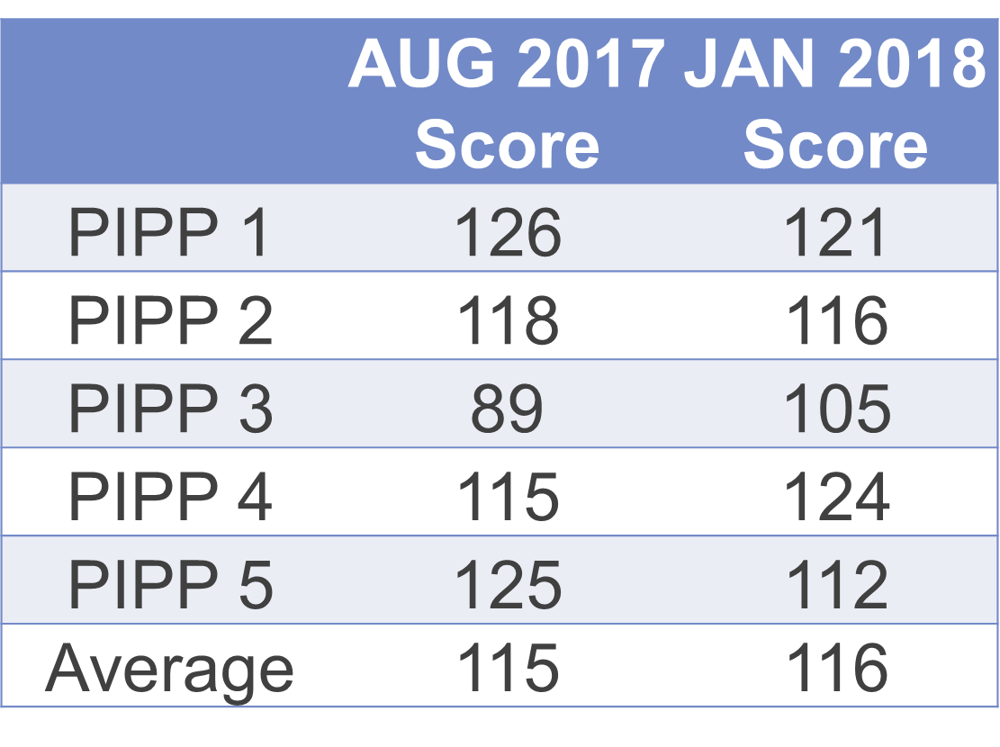 AUG 2017 JAN 2018
Score Score
PIPP 1 126 121
PIPP 2 118 116
PIPP 3 89 105
PIPP 4 115 124
PIPP 5 125 112
Average 115 116